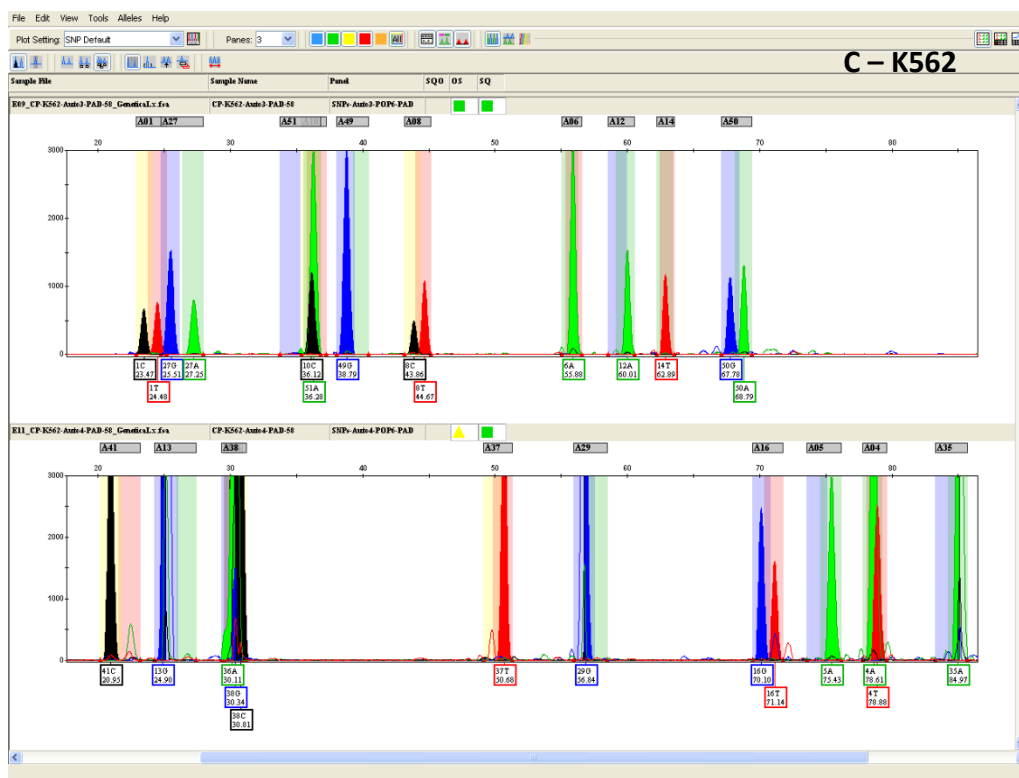 File Edit View Tools Alleles Help
Plot Setting: SNP Default Panes: 3 All
C – K562
Sample File Sample Name Panel SQO OS SQ
E09_CP-K562-Auto3-PAD-58_GeneticaLx.fsa CP-K562-Auto3-PAD-58 SNPs-Auto3-POP6-PAD
A01 A27 A51 A10 A49 A08 A06 A12 A14 A50
20 30 40 50 60 70 80
3000
2000
1000
0
1C 27G 27A 10C 49G 8C 6A 12A 14T 50G
23.47 25.51 27.25 36.12 38.79 43.86 55.88 60.01 62.89 67.78
1T 51A 8T 50A
24.48 36.28 44.67 68.79
E11_CP-K562-Auto4-PAD-58_GeneticaLx.fsa CP-K562-Auto4-PAD-58 SNPs-Auto4-POP6-PAD
A41 A13 A38 A37 A29 A16 A05 A04 A35
20 30 40 50 60 70 80
3000
2000
1000
0
41C 13G 36A 37T 29G 16G 5A 4A 35A
20.95 24.90 30.11 50.68 56.84 70.10 75.43 78.61 84.97
38G 16T 4T
30.34 71.14 78.88
38C
30.81